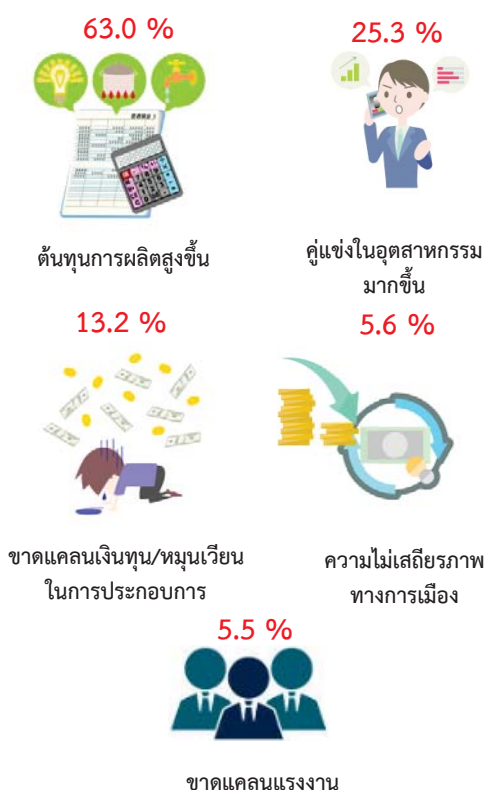 63.0 %
25.3 %
ต้นทุนการผลิตสูงขึ้น
คู่แข่งในอุตสาหกรรม
มากขึ้น
13.2 %
5.6 %
ขาดแคลนเงินทุน/หมุนเวียน
ในการประกอบการ
ความไม่เสถียรภาพ
ทางการเมือง
5.5 %
ขาดแคลนแรงงาน